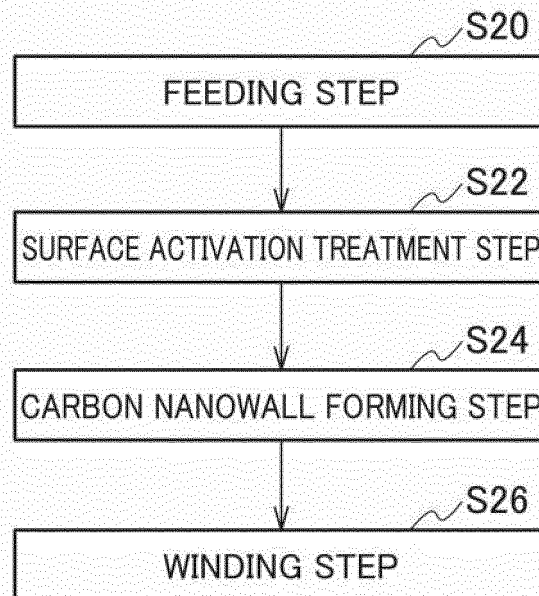 S20
FEEDING STEP
S22
SURFACE ACTIVATION TREATMENT STEP
S24
CARBON NANOWALL FORMING STEP
S26
WINDING STEP